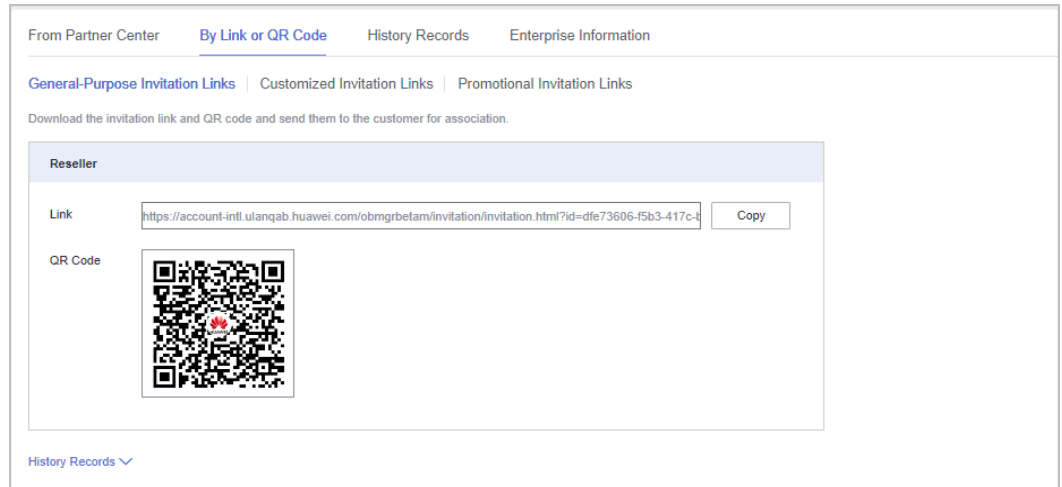 From Partner Center By Link or QR Code History Records Enterprise Information
General-Purpose Invitation Links Customized Invitation Links Promotional Invitation Links
Download the invitation link and QR code and send them to the customer for association.
Reseller
Link https://account-intl.ulanqab.huawei.com/obmgrbetam/invitation/invitation.html?id=dfe73606-f5b3-417c-b Copy
QR Code
HUAWEI
History Records